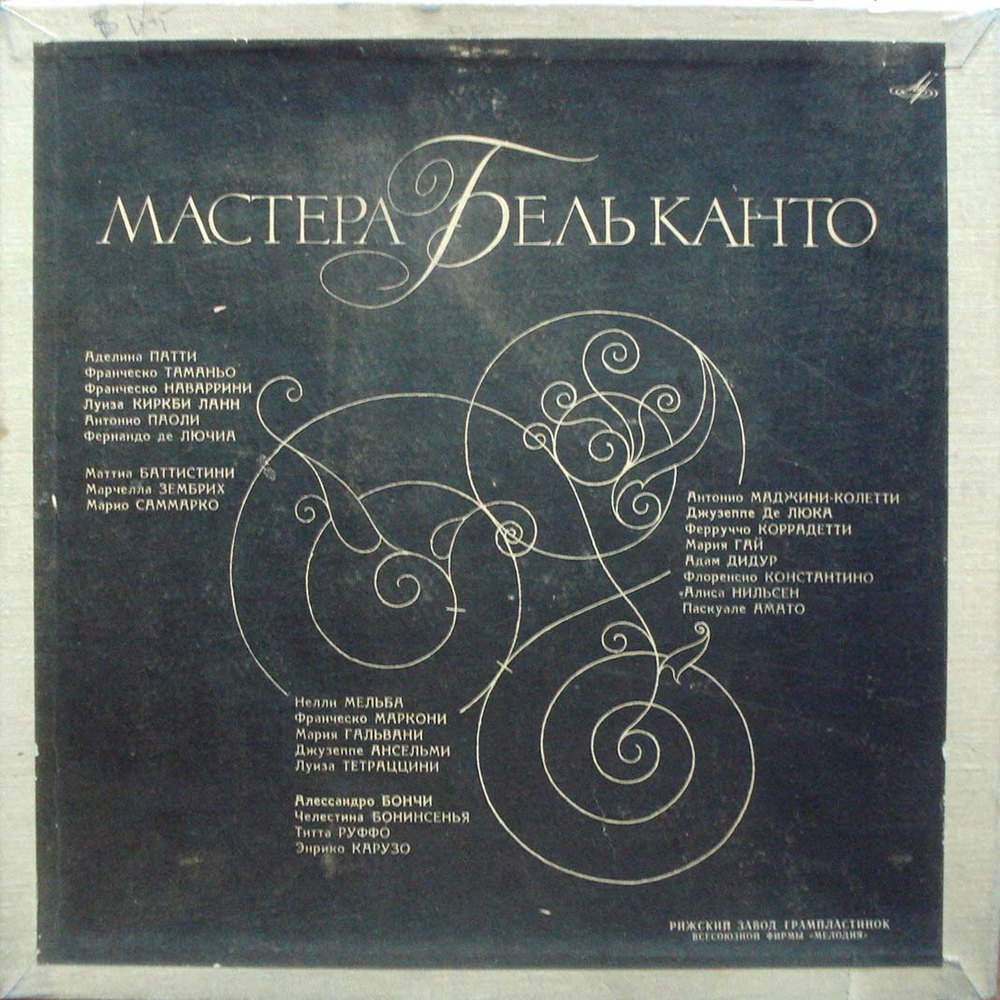 МАСТЕРА БЕЛЬ КАНТО
Аделина ПАТТИ
Франческо ТАМАНЬО
Франческо НАВАРРИНИ
Луиза КИРКБИ ЛАНН
Антонио ПАОЛИ
Фернандо де ЛЮЧИА
Маттиа БАТТИСТИНИ
Марчелла ЗЕМБРИХ
Марио САММАРКО
Антонио МАДЖИНИ-КОЛЕТТИ
Джузеппе Де ЛЮКА
Ферруччо КОРРАДЕТТИ
Мария ГАЙ
Адам ДИДУР
Флоренсио КОНСТАНТИНО
Алиса НИЛЬСЕН
Паскуале АМАТО
Нелли МЕЛЬБА
Франческо МАРКОНИ
Мария ГАЛЬВАНИ
Джузеппе АНСЕЛЬМИ
Луиза ТЕТРАЦЦИНИ
Алессандро БОНЧИ
Челестина БОНИНСЕНЬЯ
Титта РУФФО
Энрико КАРУЗО
РИЖСКИЙ ЗАВОД ГРАМПЛАСТИНОК
ВСЕСОЮЗНОЙ ФИРМЫ «МЕЛОДИЯ»